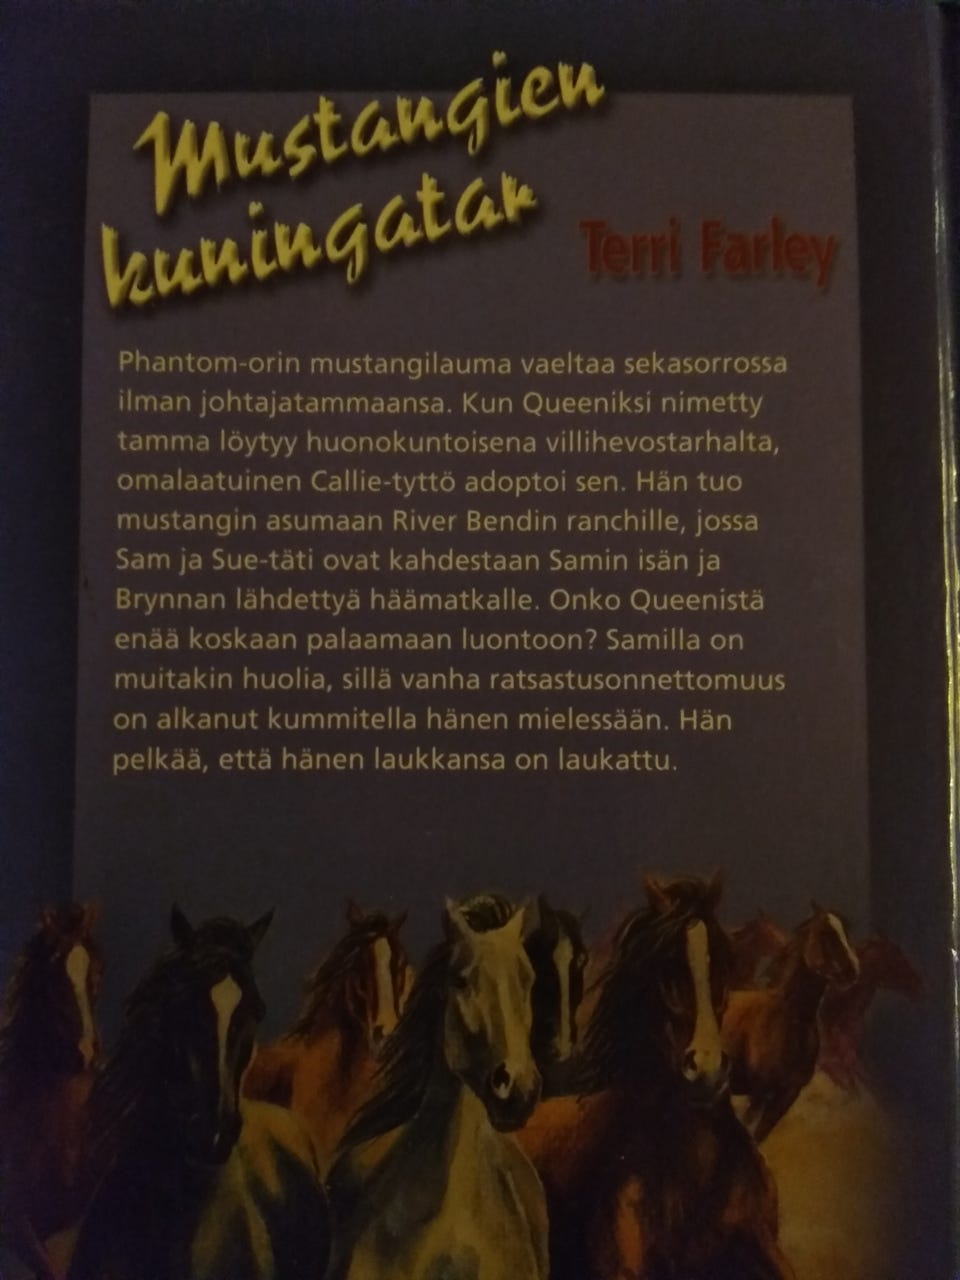 Mustangien
kuningatar
Terri Farley
Phantom-orin mustangilauma vaeltaa sekasorrossa
ilman johtajatammaansa. Kun Queeniksi nimetty
tamma löytyy huonokuntoisena villihevostarhalta,
omalaatuinen Callie-tyttö adoptoi sen. Hän tuo
mustangin asumaan River Bendin ranchille, jossa
Sam ja Sue-täti ovat kahdestaan Samin isän ja
Brynnan lähdettyä häämatkalle. Onko Queenistä
enää koskaan palaamaan luontoon? Samilla on
muitakin huolia, sillä vanha ratsastusonnettomuus
on alkanut kummitella hänen mielessään. Hän
pelkää, että hänen laukkansa on laukattu.